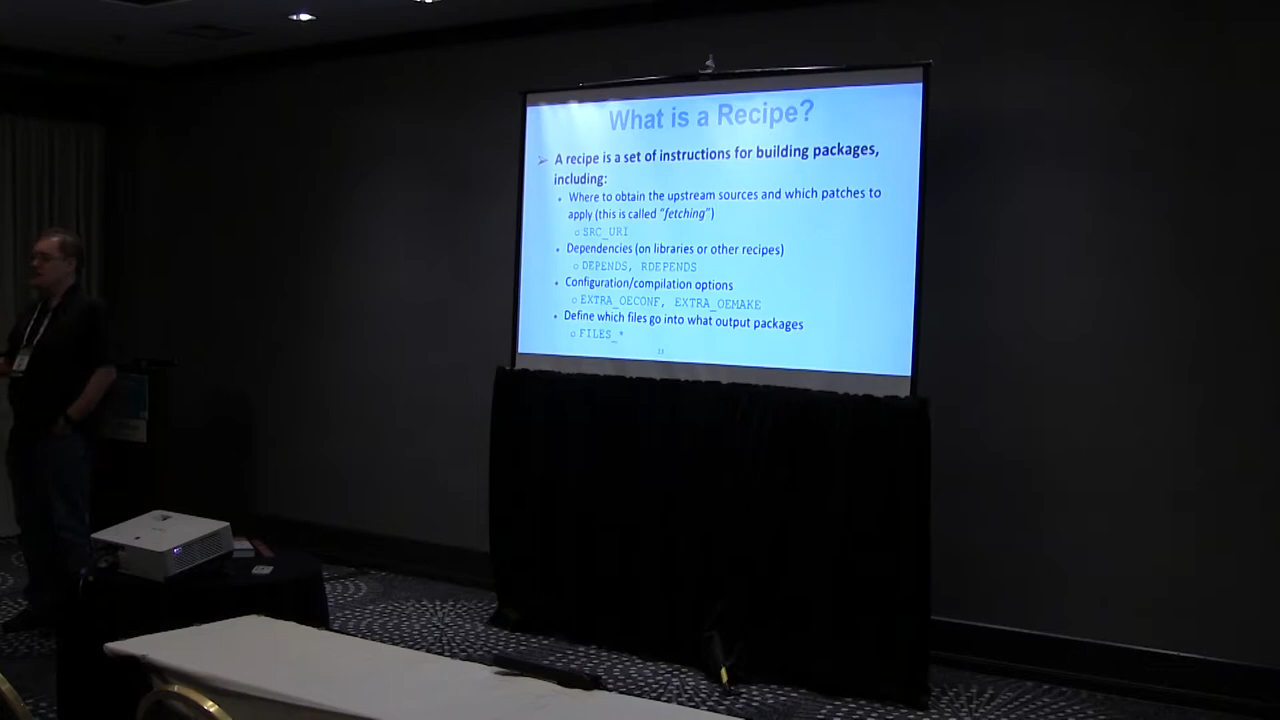 What is a Recipe?
➢ A recipe is a set of instructions for building packages,
including:
• Where to obtain the upstream sources and which patches to
apply (this is called “fetching”)
o SRC_URI
• Dependencies (on libraries or other recipes)
o DEPENDS, RDEPENDS
• Configuration/compilation options
o EXTRA_OECONF, EXTRA_OEMAKE
• Define which files go into what output packages
o FILES_*